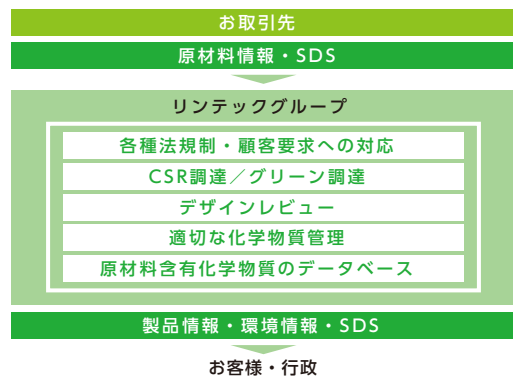 お取引先
原材料情報・SDS
リンテックグループ
各種法規制・顧客要求への対応
CSR調達／グリーン調達
デザインレビュー
適切な化学物質管理
原材料含有化学物質のデータベース
製品情報・環境情報・SDS
お客様・行政